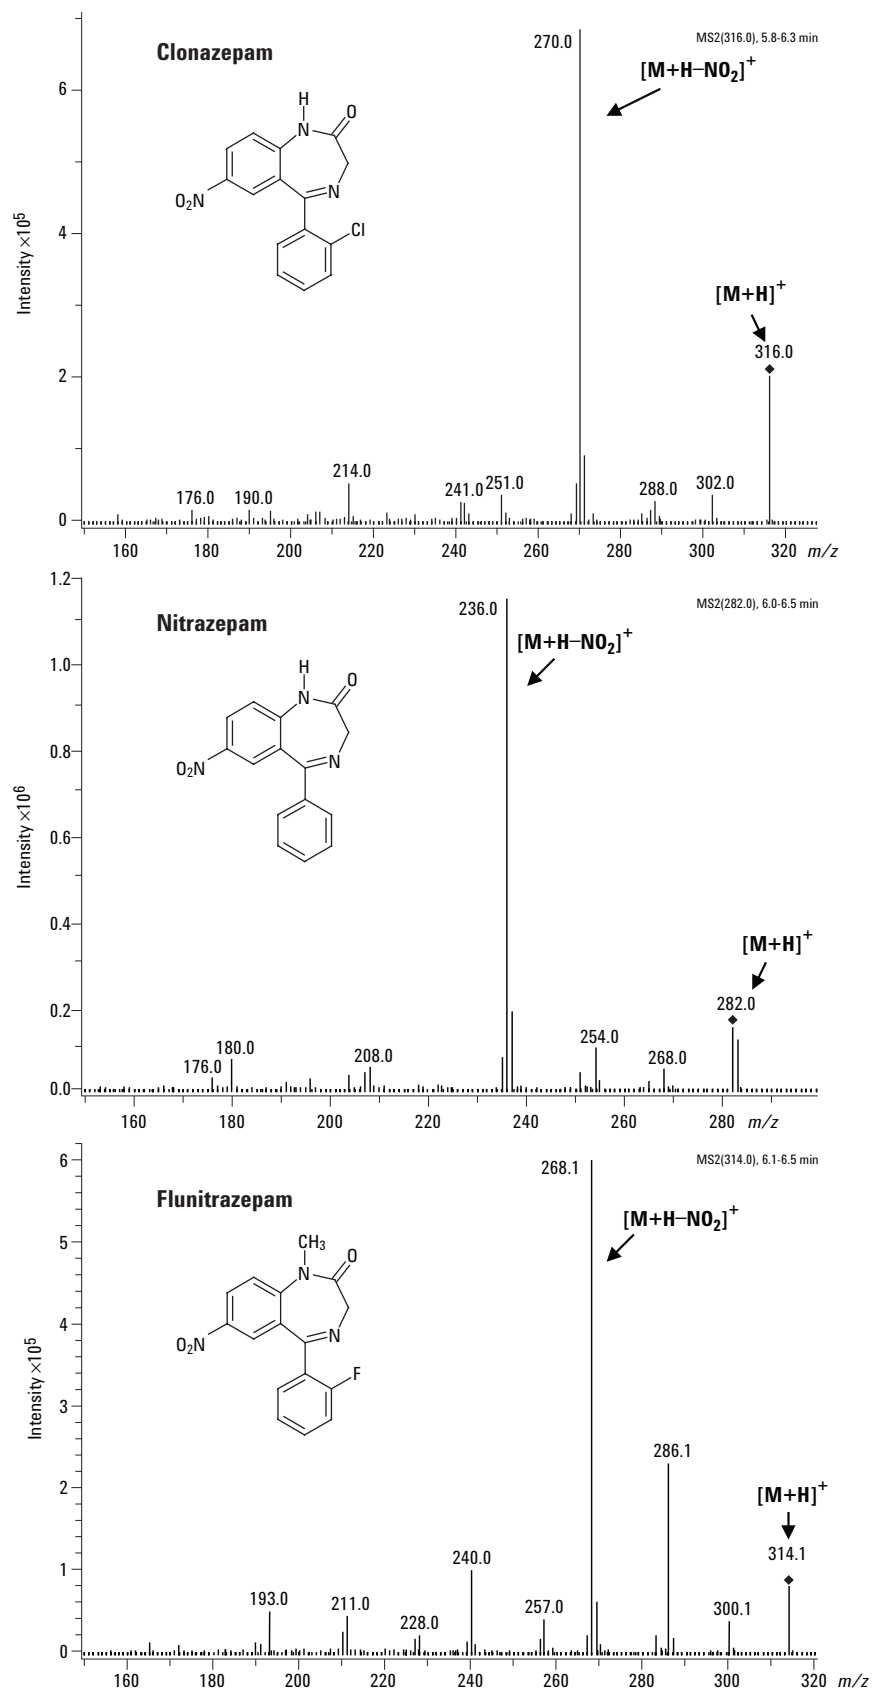 Clonazepam
MS2(316.0), 5.8-6.3 min
270.0
[M+H–NO₂]⁺
H
N
O
N
O₂N
Cl
[M+H]⁺
316.0
176.0
190.0
214.0
241.0
251.0
288.0
302.0
6
4
2
0
Intensity ×10⁵
160 180 200 220 240 260 280 300 320 m/z
Nitrazepam
MS2(282.0), 6.0-6.5 min
236.0
[M+H–NO₂]⁺
H
N
O
N
O₂N
[M+H]⁺
282.0
176.0
180.0
208.0
254.0
268.0
1.2
1.0
0.8
0.6
0.4
0.2
0.0
Intensity ×10⁶
160 180 200 220 240 260 280 m/z
Flunitrazepam
MS2(314.0), 6.1-6.5 min
268.1
[M+H–NO₂]⁺
CH₃
N
O
N
O₂N
F
286.1
[M+H]⁺
314.1
193.0
211.0
228.0
240.0
257.0
300.1
6
5
4
3
2
1
0
Intensity ×10⁵
160 180 200 220 240 260 280 300 320 m/z